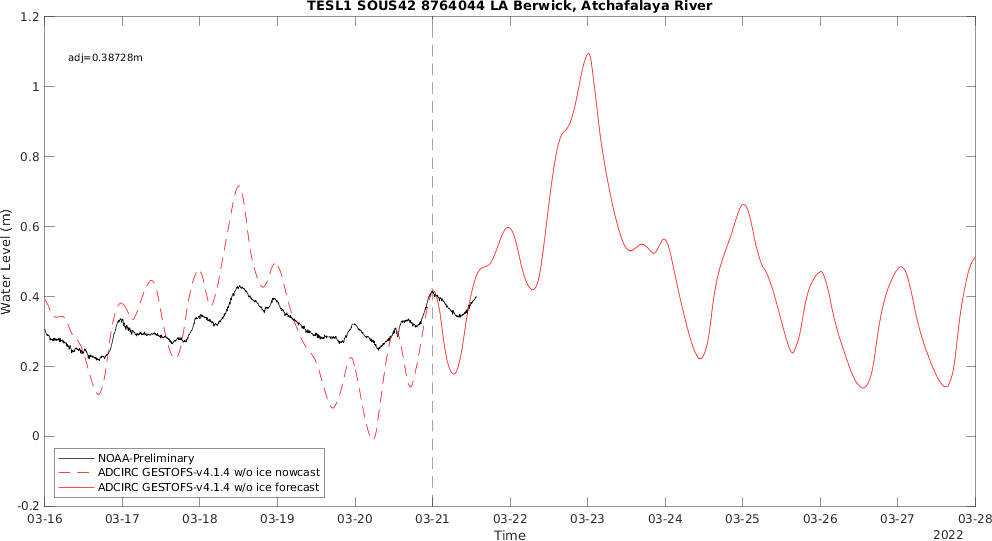 TESL1 SOUS42 8764044 LA Berwick, Atchafalaya River
adj=0.38728m
1.2
1
0.8
0.6
0.4
0.2
0
-0.2
Water Level (m)
NOAA-Preliminary
ADCIRC GESTOFS-v4.1.4 w/o ice nowcast
ADCIRC GESTOFS-v4.1.4 w/o ice forecast
03-16 03-17 03-18 03-19 03-20 03-21 03-22 03-23 03-24 03-25 03-26 03-27 03-28
Time
2022